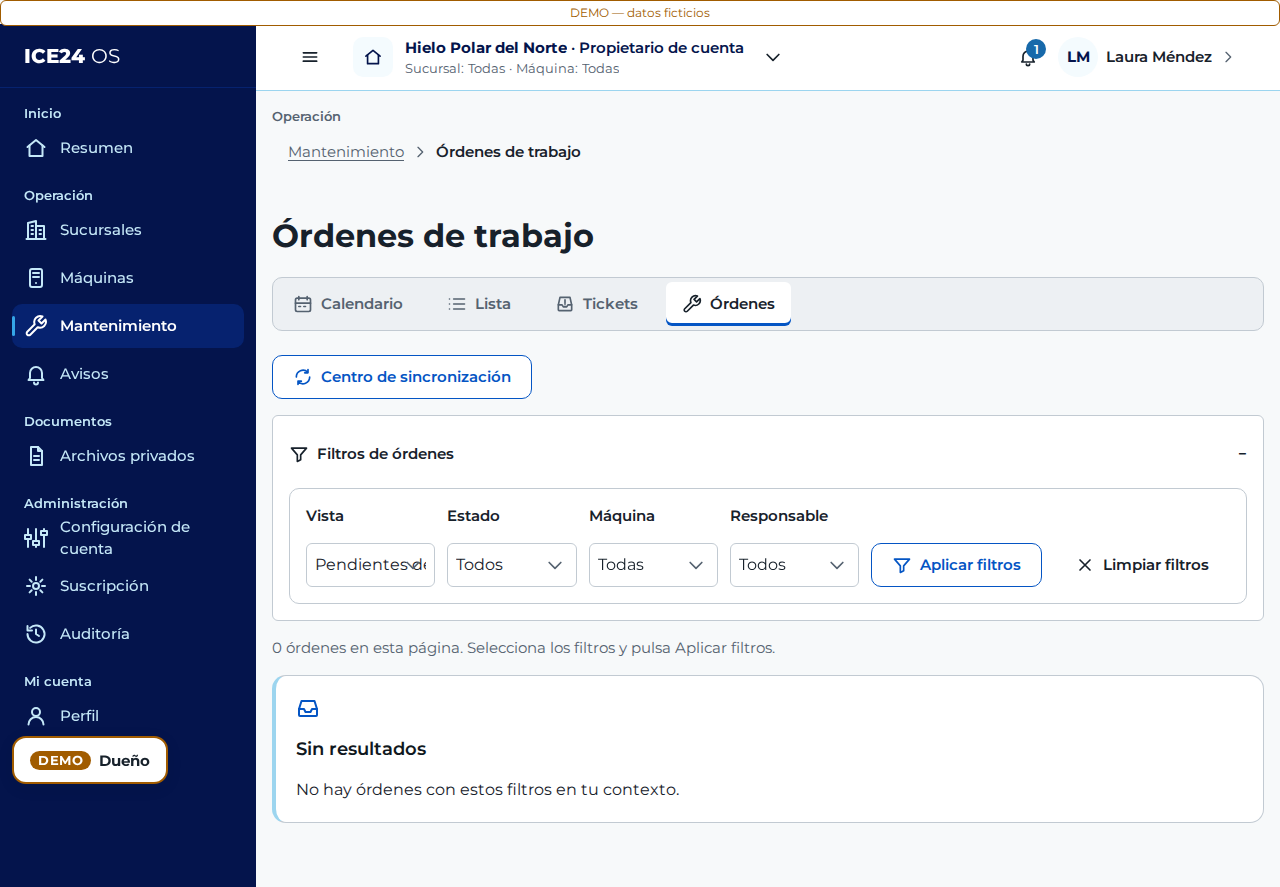 DEMO — datos ficticios
ICE24 OS
Inicio
Resumen
Operación
Sucursales
Máquinas
Mantenimiento
Avisos
Documentos
Archivos privados
Administración
Configuración de
cuenta
Suscripción
Auditoría
Mi cuenta
Perfil
DEMO Dueño
Hielo Polar del Norte · Propietario de cuenta
Sucursal: Todas · Máquina: Todas
1
LM Laura Méndez
Operación
Mantenimiento > Órdenes de trabajo
Órdenes de trabajo
Calendario Lista Tickets Órdenes
Centro de sincronización
Filtros de órdenes −
Vista Estado Máquina Responsable
Pendientes de Todos Todas Todos Aplicar filtros Limpiar filtros
0 órdenes en esta página. Selecciona los filtros y pulsa Aplicar filtros.
Sin resultados
No hay órdenes con estos filtros en tu contexto.